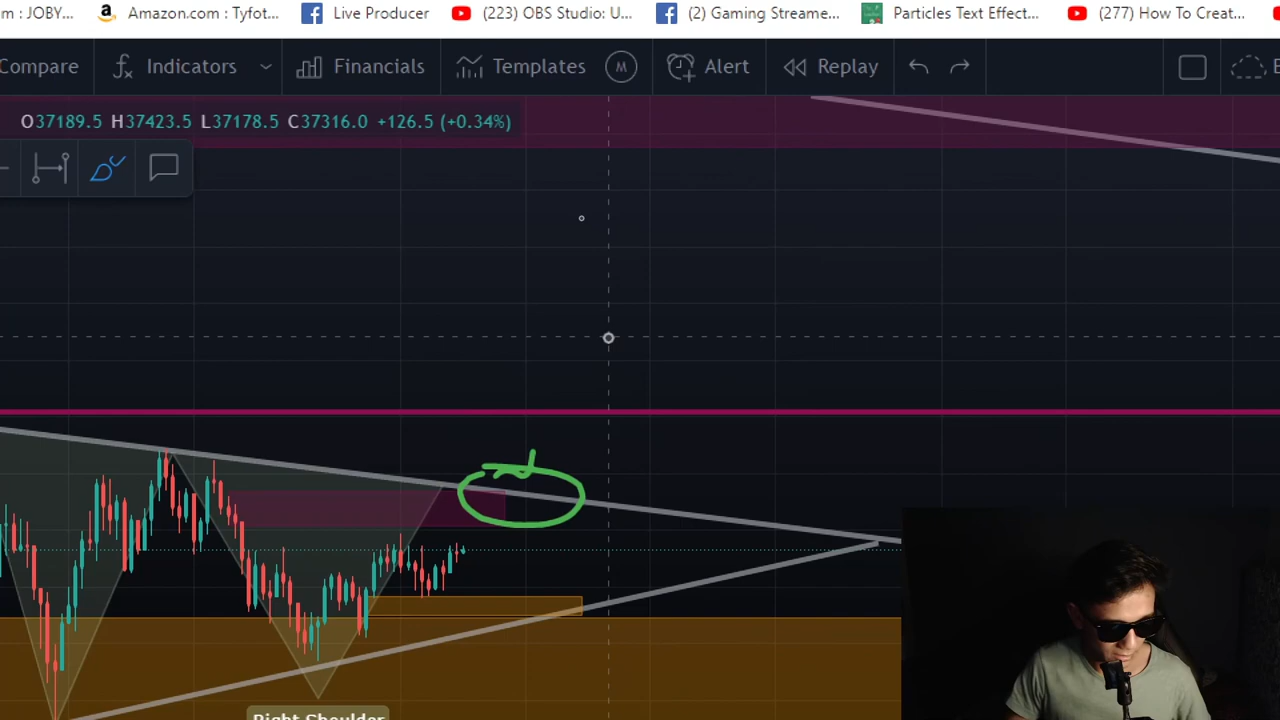 m : JOBY... Amazon.com : Tyfot... Live Producer (223) OBS Studio: U... (2) Gaming Streame... Particles Text Effect... (277) How To Creat...
Compare Indicators Financials Templates M Alert Replay
O37189.5 H37423.5 L37178.5 C37316.0 +126.5 (+0.34%)
Right Shoulder